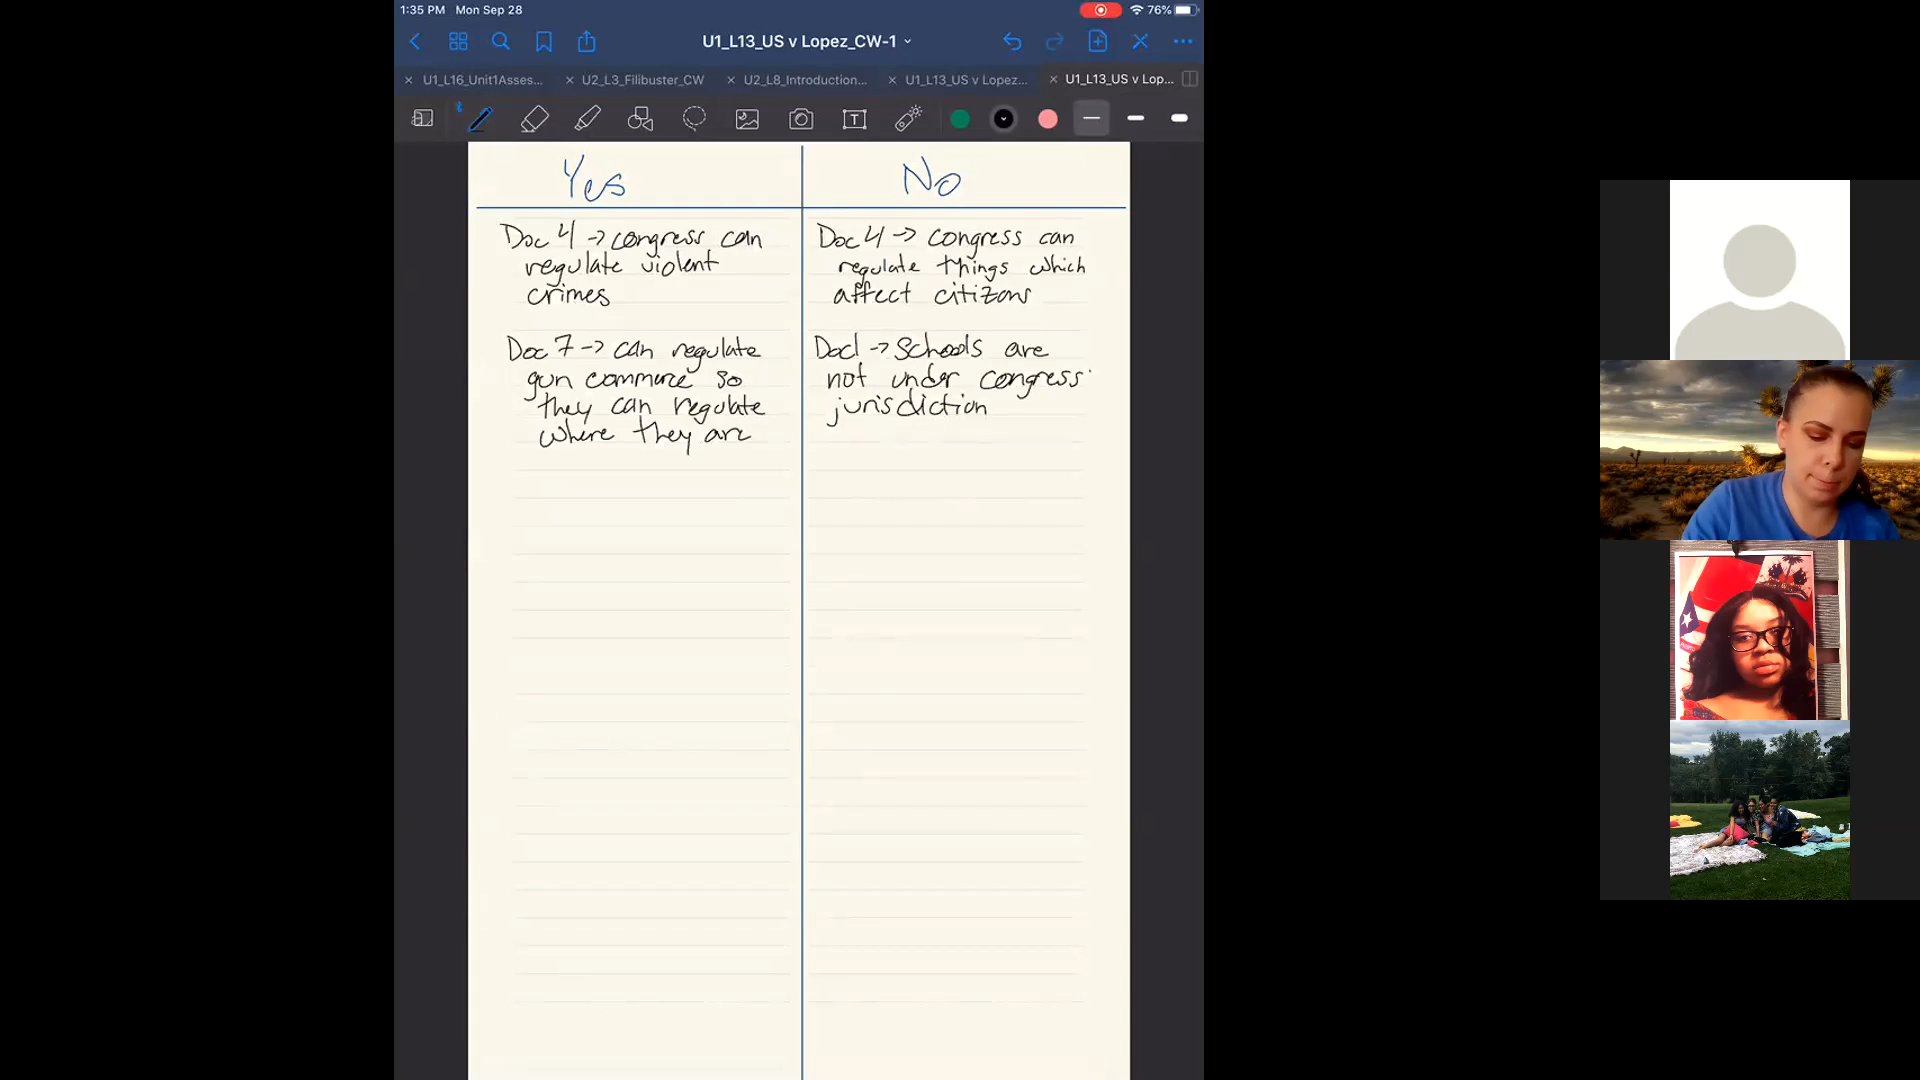 1:35 PM Mon Sep 28
76%
U1_L13_US v Lopez_CW-1
U1_L16_Unit1Asses...
U2_L3_Filibuster_CW
U2_L8_Introduction...
U1_L13_US v Lopez...
U1_L13_US v Lop...
T
Yes
No
Doc 4 -> congress can
regulate violent
crimes
Doc 7 -> can regulate
gun commerce so
they can regulate
where they are
Doc 4 -> congress can
regulate things which
affect citizens
Doc1 -> schools are
not under congress'
jurisdiction